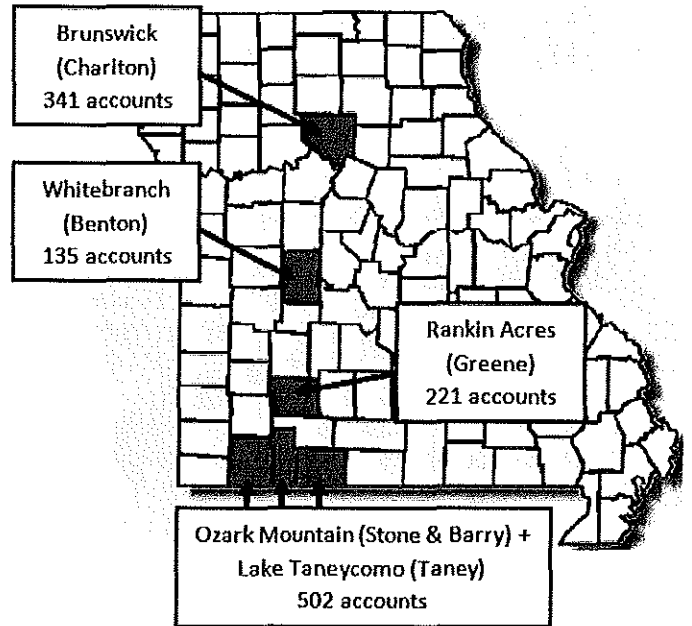 Brunswick
(Charlton)
341 accounts
Whitebranch
(Benton)
135 accounts
Rankin Acres
(Greene)
221 accounts
Ozark Mountain (Stone & Barry) +
Lake Taneycomo (Taney)
502 accounts